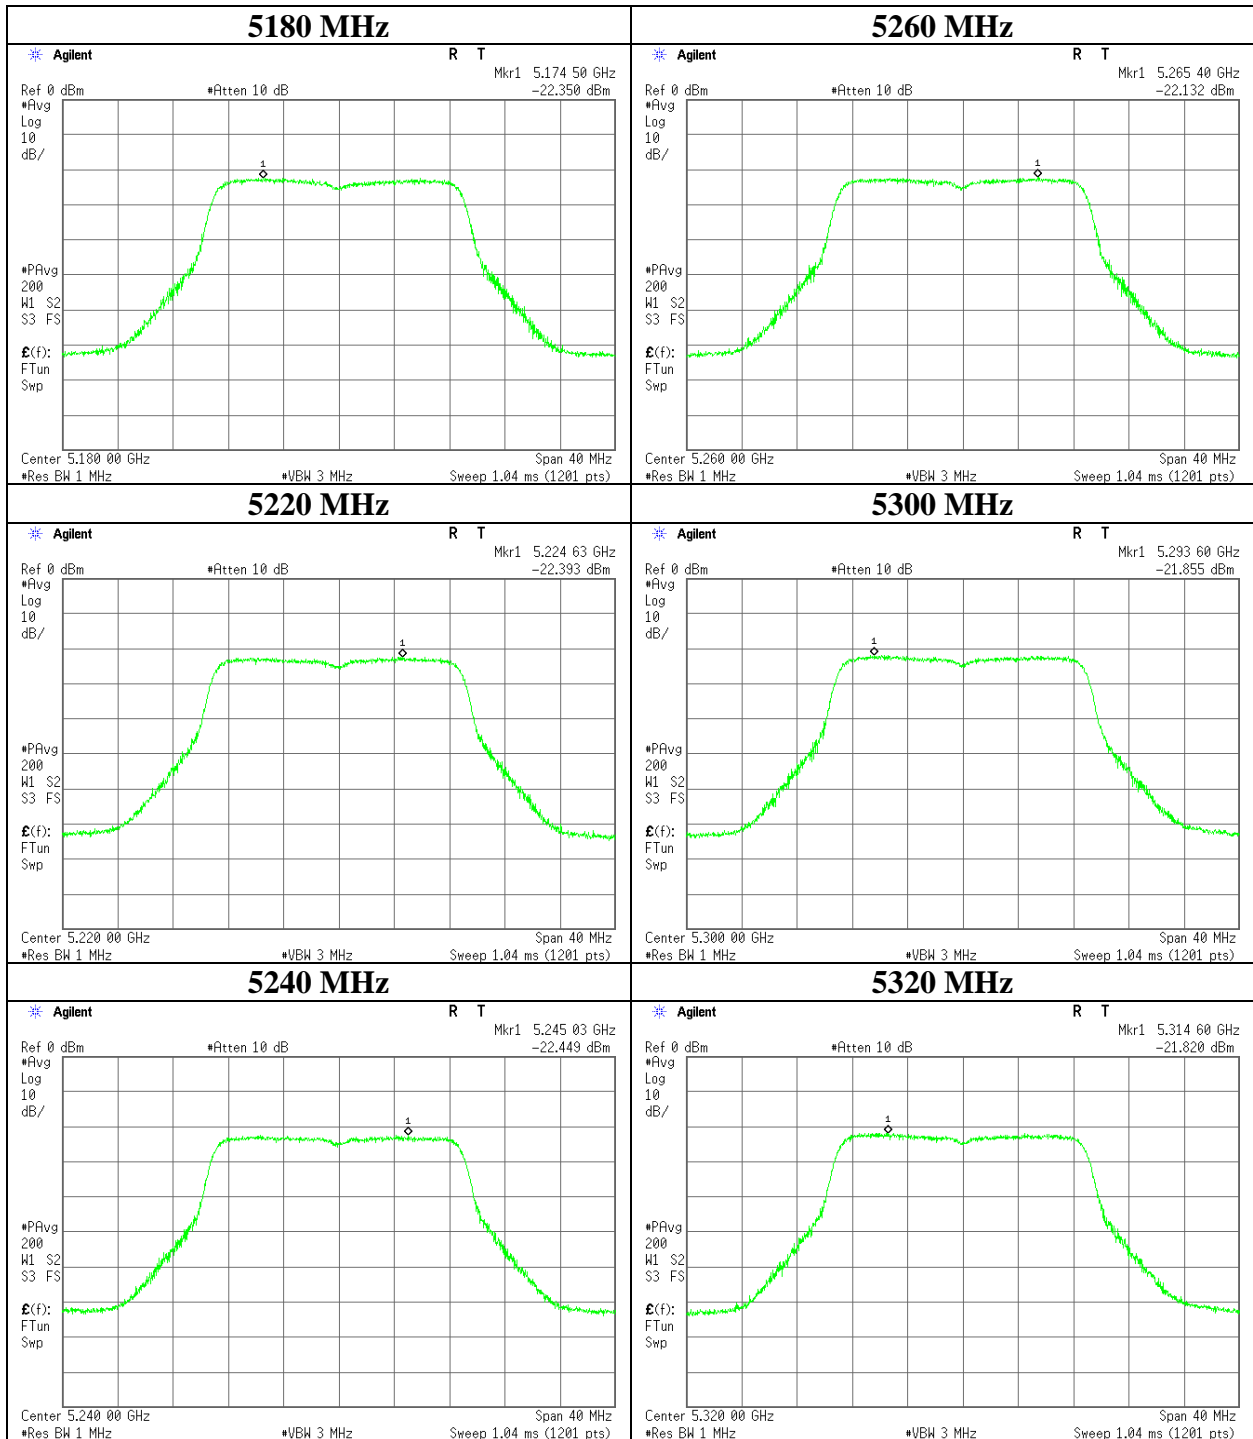 5180 MHz
Agilent R T
Mkr1 5.174 50 GHz
Ref 0 dBm #Atten 10 dB -22.350 dBm
#Avg
Log
10
dB/
1
#PAvg
200
W1 S2
S3 FS
£(f):
FTun
Swp
Center 5.180 00 GHz Span 40 MHz
#Res BW 1 MHz #VBW 3 MHz Sweep 1.04 ms (1201 pts)
5260 MHz
Agilent R T
Mkr1 5.265 40 GHz
Ref 0 dBm #Atten 10 dB -22.132 dBm
#Avg
Log
10
dB/
1
#PAvg
200
W1 S2
S3 FS
£(f):
FTun
Swp
Center 5.260 00 GHz Span 40 MHz
#Res BW 1 MHz #VBW 3 MHz Sweep 1.04 ms (1201 pts)
5220 MHz
Agilent R T
Mkr1 5.224 63 GHz
Ref 0 dBm #Atten 10 dB -22.393 dBm
#Avg
Log
10
dB/
1
#PAvg
200
W1 S2
S3 FS
£(f):
FTun
Swp
Center 5.220 00 GHz Span 40 MHz
#Res BW 1 MHz #VBW 3 MHz Sweep 1.04 ms (1201 pts)
5300 MHz
Agilent R T
Mkr1 5.293 60 GHz
Ref 0 dBm #Atten 10 dB -21.855 dBm
#Avg
Log
10
dB/
1
#PAvg
200
W1 S2
S3 FS
£(f):
FTun
Swp
Center 5.300 00 GHz Span 40 MHz
#Res BW 1 MHz #VBW 3 MHz Sweep 1.04 ms (1201 pts)
5240 MHz
Agilent R T
Mkr1 5.245 03 GHz
Ref 0 dBm #Atten 10 dB -22.449 dBm
#Avg
Log
10
dB/
1
#PAvg
200
W1 S2
S3 FS
£(f):
FTun
Swp
Center 5.240 00 GHz Span 40 MHz
#Res BW 1 MHz #VBW 3 MHz Sweep 1.04 ms (1201 pts)
5320 MHz
Agilent R T
Mkr1 5.314 60 GHz
Ref 0 dBm #Atten 10 dB -21.820 dBm
#Avg
Log
10
dB/
1
#PAvg
200
W1 S2
S3 FS
£(f):
FTun
Swp
Center 5.320 00 GHz Span 40 MHz
#Res BW 1 MHz #VBW 3 MHz Sweep 1.04 ms (1201 pts)